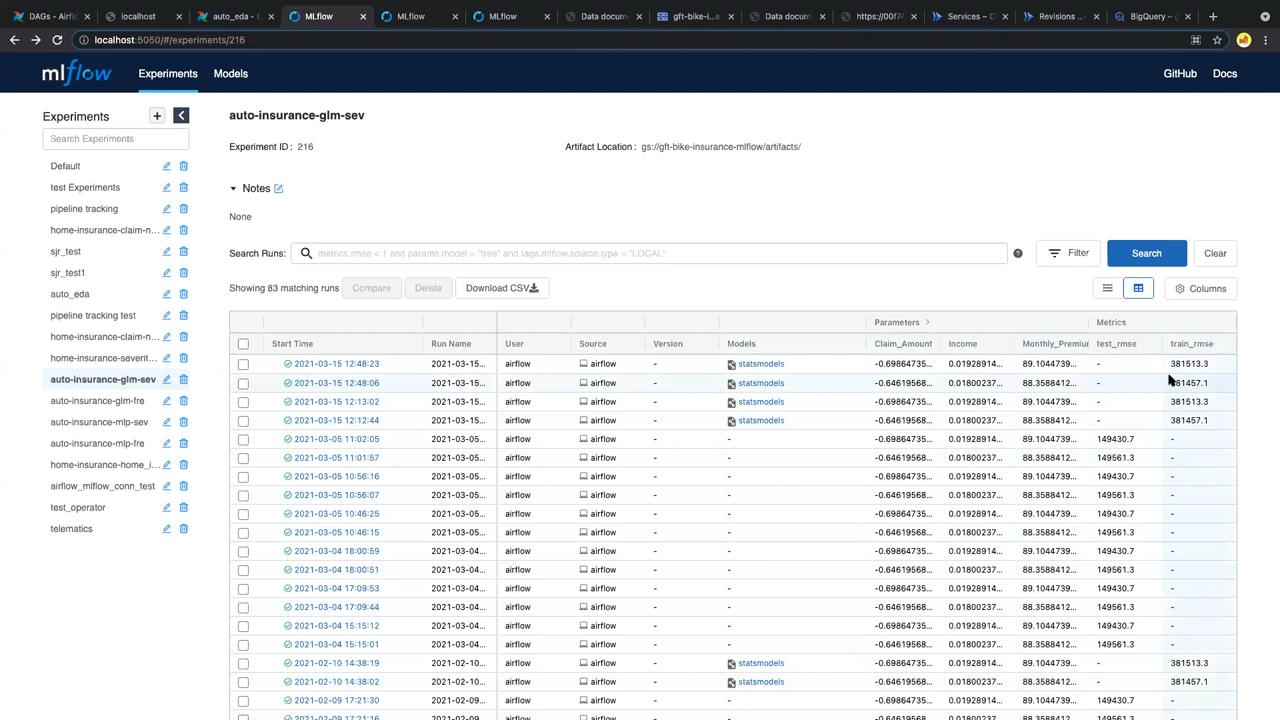 DAGs - Airfl
localhost
auto_eda - D
MLflow
MLflow
MLflow
Data docum
gft-bike-i
Data docum
https://00f7
Services – C
Revisions
BigQuery –
localhost:5050/#/experiments/216
mlflow
Experiments
Models
GitHub
Docs
Experiments
Search Experiments
Default
test Experiments
pipeline tracking
home-insurance-claim-n...
sjr_test
sjr_test1
auto_eda
pipeline tracking test
home-insurance-claim-n...
home-insurance-severit...
auto-insurance-glm-sev
auto-insurance-glm-fre
auto-insurance-mlp-sev
auto-insurance-mlp-fre
home-insurance-home_i...
airflow_mlflow_conn_test
test_operator
telematics
auto-insurance-glm-sev
Experiment ID : 216
Artifact Location : gs://gft-bike-insurance-mlflow/artifacts/
Notes
None
Search Runs: metrics.rmse < 1 and params.model = "tree" and tags.mlflow.source.type = "LOCAL"
Filter
Search
Clear
Showing 83 matching runs
Compare
Delete
Download CSV
Columns
Parameters Metrics
Start Time Run Name User Source Version Models Claim_Amount Income Monthly_Premiu test_rmse train_rmse
2021-03-15 12:48:23 2021-03-15... airflow airflow - statsmodels -0.69864735... 0.01928914... 89.1044739... - 381513.3
2021-03-15 12:48:06 2021-03-15... airflow airflow - statsmodels -0.64619568... 0.01800237... 88.3588412... - 381457.1
2021-03-15 12:13:02 2021-03-15... airflow airflow - statsmodels -0.69864735... 0.01928914... 89.1044739... - 381513.3
2021-03-15 12:12:44 2021-03-15... airflow airflow - statsmodels -0.64619568... 0.01800237... 88.3588412... - 381457.1
2021-03-05 11:02:05 2021-03-05... airflow airflow - - -0.69864735... 0.01928914... 89.1044739... 149430.7 -
2021-03-05 11:01:57 2021-03-05... airflow airflow - - -0.64619568... 0.01800237... 88.3588412... 149561.3 -
2021-03-05 10:56:16 2021-03-05... airflow airflow - - -0.69864735... 0.01928914... 89.1044739... 149430.7 -
2021-03-05 10:56:07 2021-03-05... airflow airflow - - -0.64619568... 0.01800237... 88.3588412... 149561.3 -
2021-03-05 10:46:25 2021-03-05... airflow airflow - - -0.69864735... 0.01928914... 89.1044739... 149430.7 -
2021-03-05 10:46:15 2021-03-05... airflow airflow - - -0.64619568... 0.01800237... 88.3588412... 149561.3 -
2021-03-04 18:00:59 2021-03-04... airflow airflow - - -0.69864735... 0.01928914... 89.1044739... 149430.7 -
2021-03-04 18:00:51 2021-03-04... airflow airflow - - -0.64619568... 0.01800237... 88.3588412... 149561.3 -
2021-03-04 17:09:53 2021-03-04... airflow airflow - - -0.69864735... 0.01928914... 89.1044739... 149430.7 -
2021-03-04 17:09:44 2021-03-04... airflow airflow - - -0.64619568... 0.01800237... 88.3588412... 149561.3 -
2021-03-04 15:15:12 2021-03-04... airflow airflow - - -0.69864735... 0.01928914... 89.1044739... 149430.7 -
2021-03-04 15:15:01 2021-03-04... airflow airflow - - -0.64619568... 0.01800237... 88.3588412... 149561.3 -
2021-02-10 14:38:19 2021-02-10... airflow airflow - statsmodels -0.69864735... 0.01928914... 89.1044739... - 381513.3
2021-02-10 14:38:02 2021-02-10... airflow airflow - statsmodels -0.64619568... 0.01800237... 88.3588412... - 381457.1
2021-02-09 17:21:30 2021-02-09... airflow airflow - - -0.69864735... 0.01928914... 89.1044739... 149430.7 -
2021-02-09 17:21:16 2021-02-09... airflow airflow - - -0.64619568... 0.01800237... 88.3588412... 149561.3 -